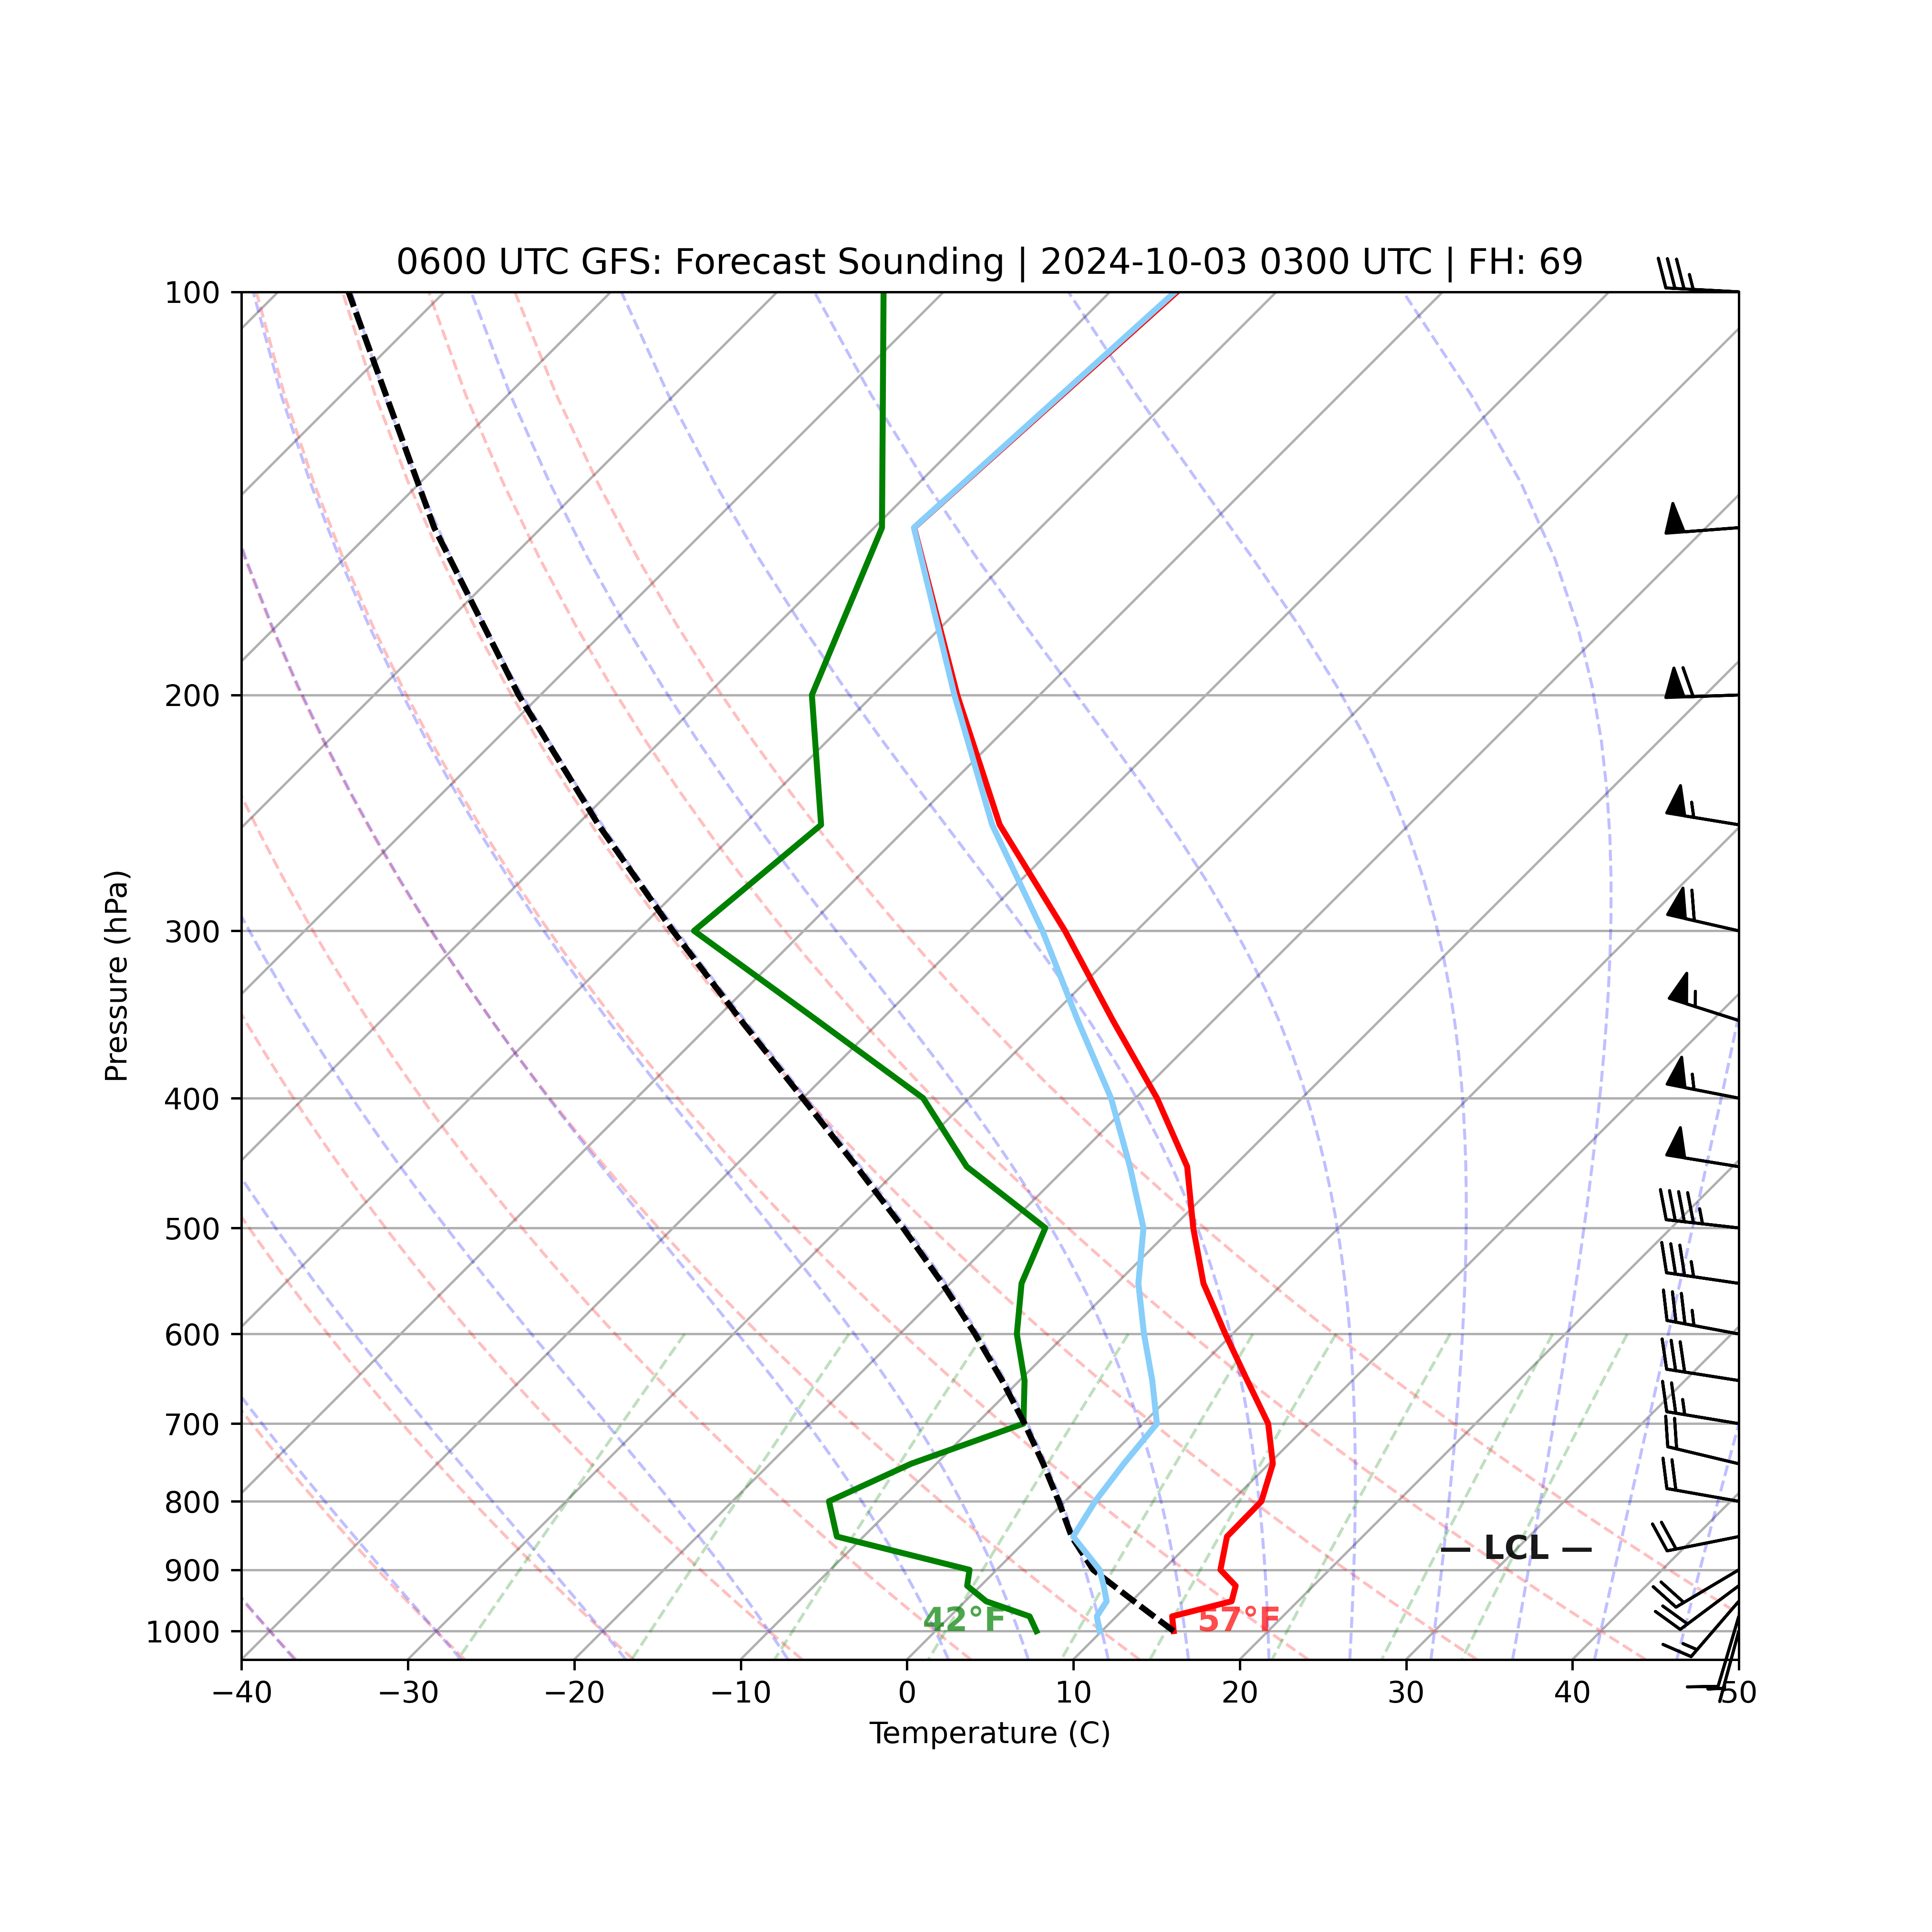 0600 UTC GFS: Forecast Sounding | 2024-10-03 0300 UTC | FH: 69
100
200
300
400
500
600
700
800
900
1000
Pressure (hPa)
— LCL —
42°F
57°F
−40 −30 −20 −10 0 10 20 30 40 50
Temperature (C)